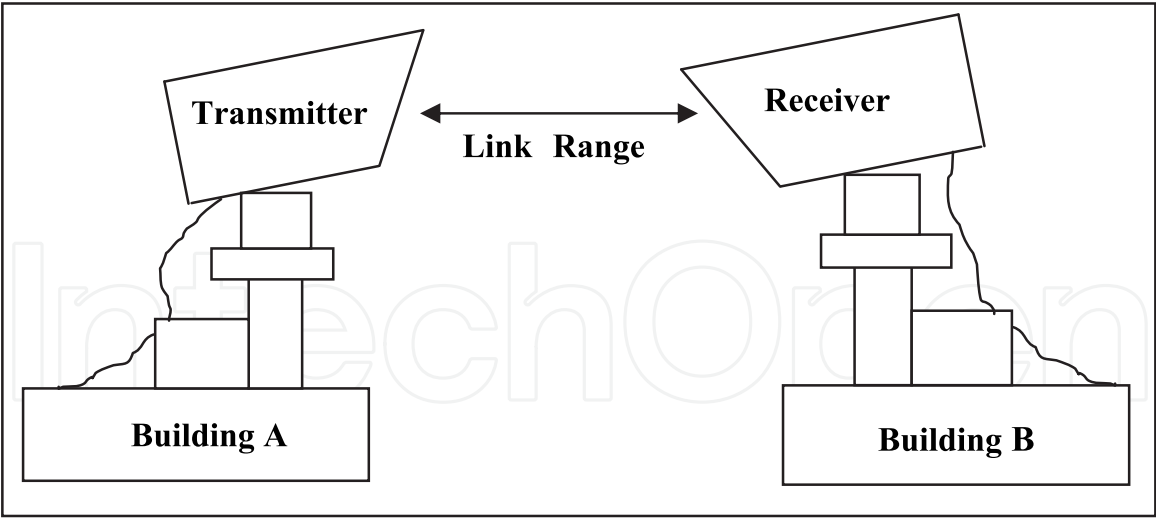 Transmitter
Receiver
Link Range
IntechOpen
Building A
Building B